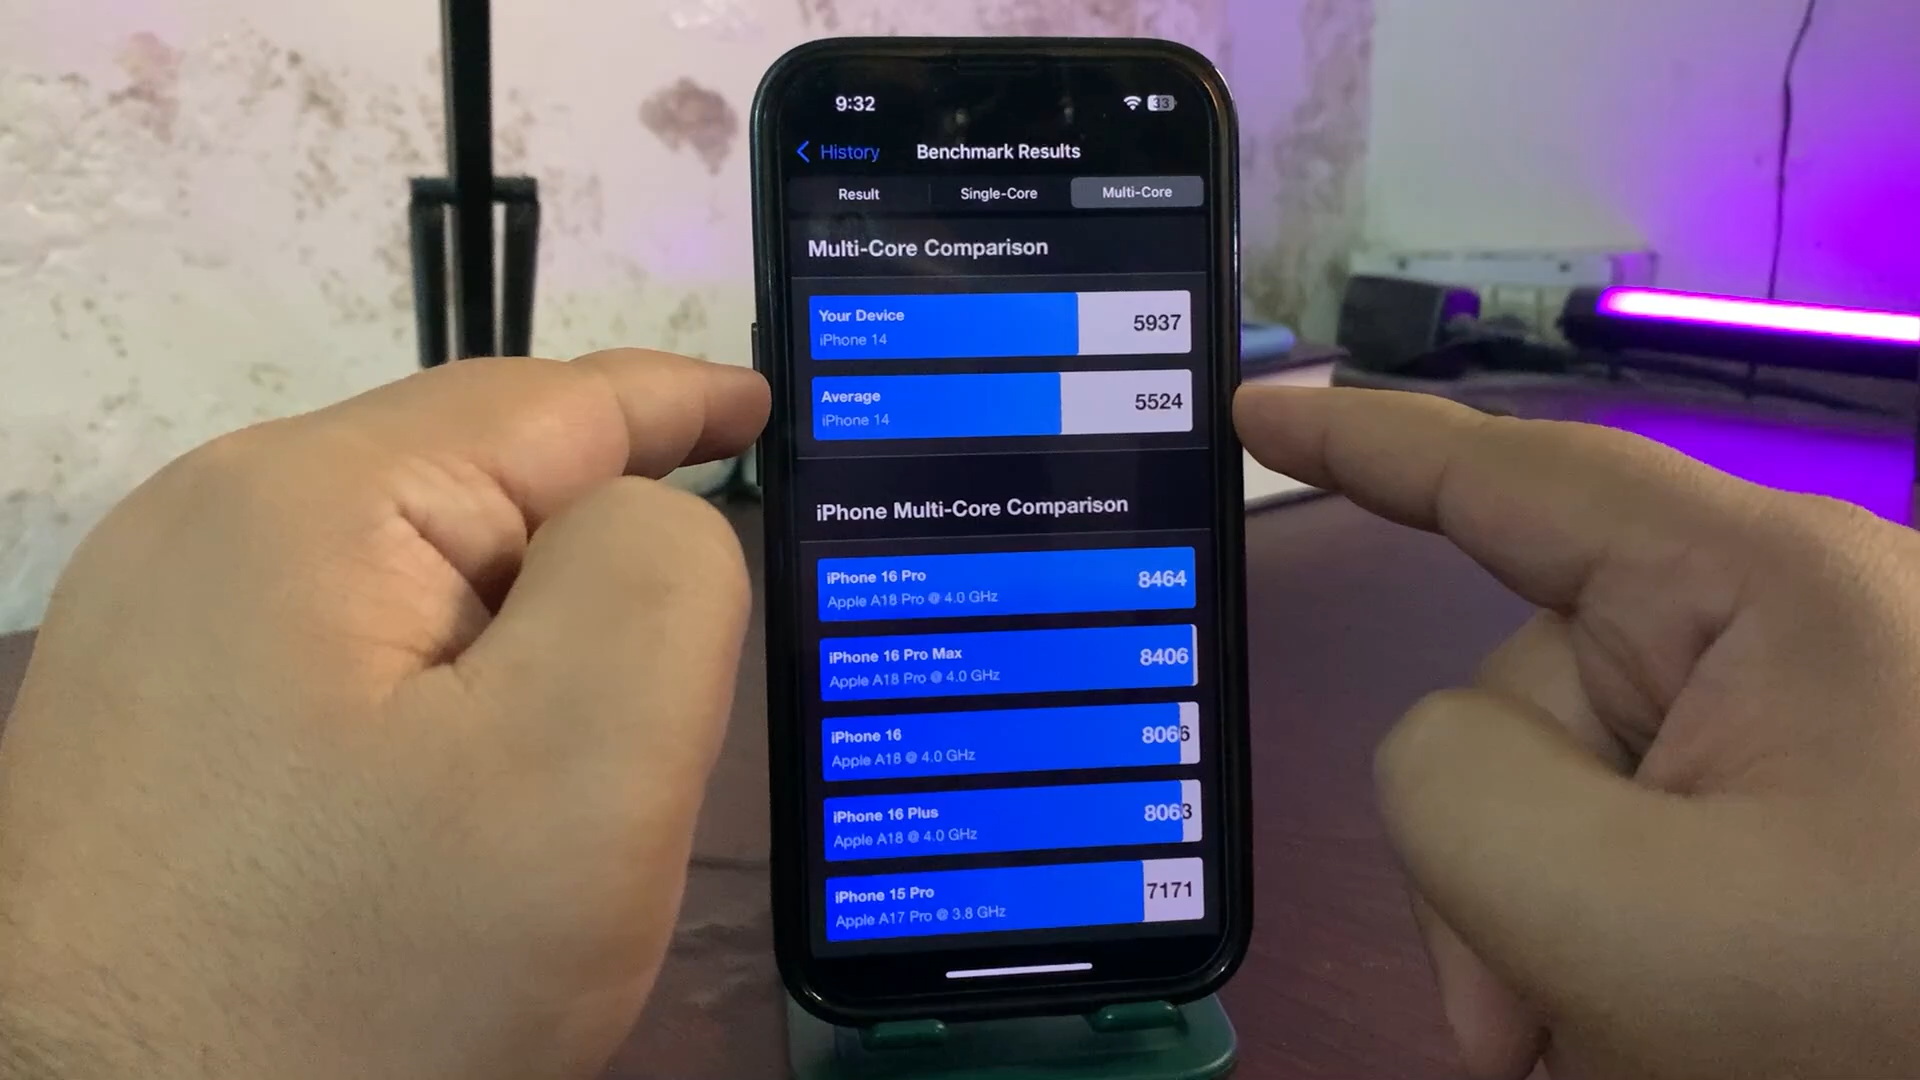 9:32
33
History
Benchmark Results
Result
Single-Core
Multi-Core
Multi-Core Comparison
Your Device
iPhone 14
5937
Average
iPhone 14
5524
iPhone Multi-Core Comparison
iPhone 16 Pro
Apple A18 Pro @ 4.0 GHz
8464
iPhone 16 Pro Max
Apple A18 Pro @ 4.0 GHz
8406
iPhone 16
Apple A18 @ 4.0 GHz
8066
iPhone 16 Plus
Apple A18 @ 4.0 GHz
8063
iPhone 15 Pro
Apple A17 Pro @ 3.8 GHz
7171